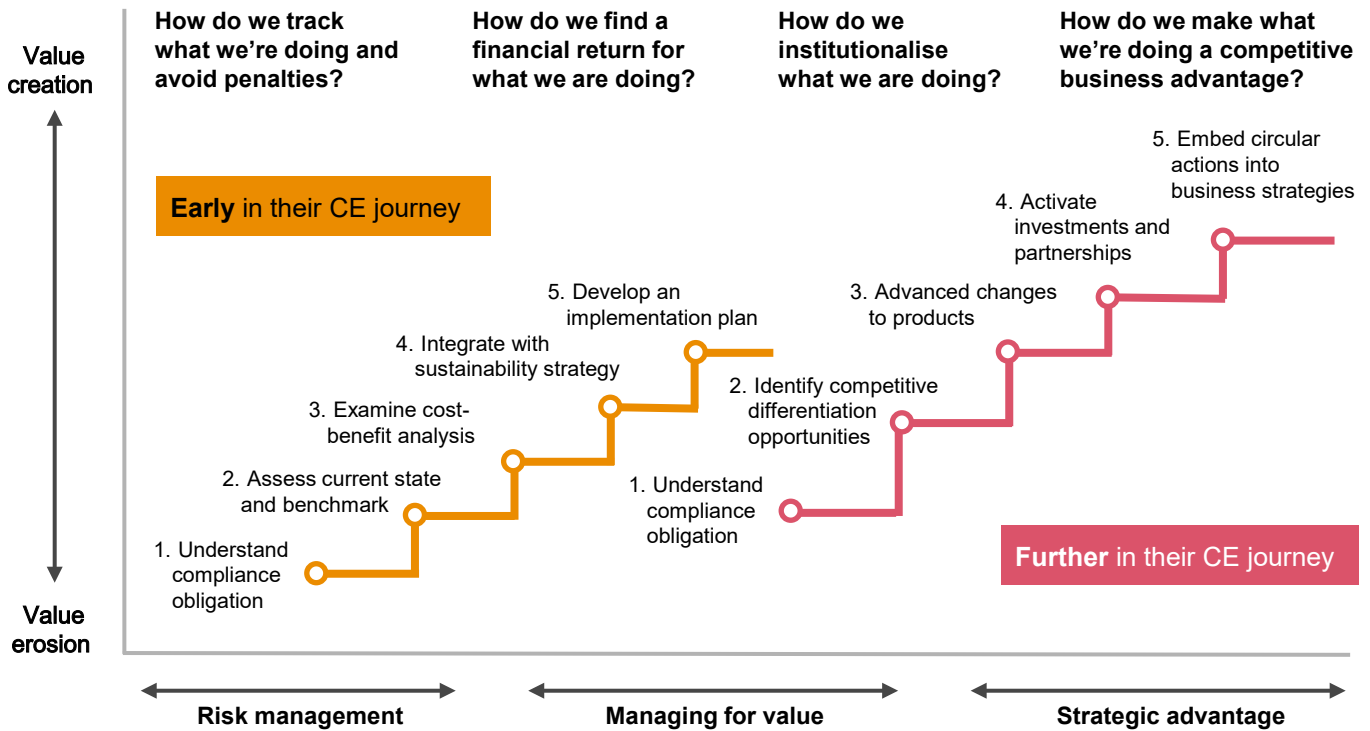 How do we track
what we're doing and
avoid penalties?
How do we find a
financial return for
what we are doing?
How do we
institutionalise
what we are doing?
How do we make what
we're doing a competitive
business advantage?
Value
creation
Value
erosion
Early in their CE journey
1. Understand
compliance
obligation
2. Assess current state
and benchmark
3. Examine cost-
benefit analysis
4. Integrate with
sustainability strategy
5. Develop an
implementation plan
1. Understand
compliance
obligation
2. Identify competitive
differentiation
opportunities
3. Advanced changes
to products
4. Activate
investments and
partnerships
5. Embed circular
actions into
business strategies
Further in their CE journey
Risk management
Managing for value
Strategic advantage